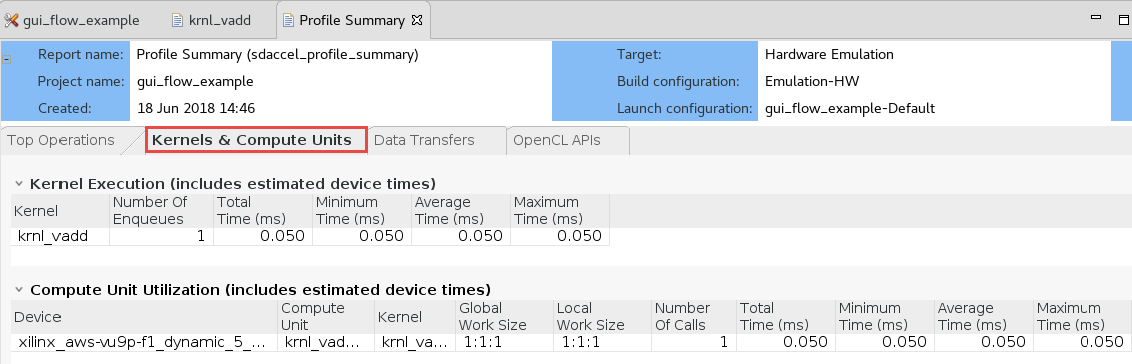 gui_flow_example krnl_vadd Profile Summary
Report name: Profile Summary (sdaccel_profile_summary) Target: Hardware Emulation
Project name: gui_flow_example Build configuration: Emulation-HW
Created: 18 Jun 2018 14:46 Launch configuration: gui_flow_example-Default
Top Operations Kernels & Compute Units Data Transfers OpenCL APIs
Kernel Execution (includes estimated device times)
Kernel Number Of Enqueues Total Time (ms) Minimum Time (ms) Average Time (ms) Maximum Time (ms)
krnl_vadd 1 0.050 0.050 0.050 0.050
Compute Unit Utilization (includes estimated device times)
Device Compute Unit Kernel Global Work Size Local Work Size Number Of Calls Total Time (ms) Minimum Time (ms) Average Time (ms) Maximum Time (ms)
xilinx_aws-vu9p-f1_dynamic_5_... krnl_vad... krnl_va... 1:1:1 1:1:1 1 0.050 0.050 0.050 0.050